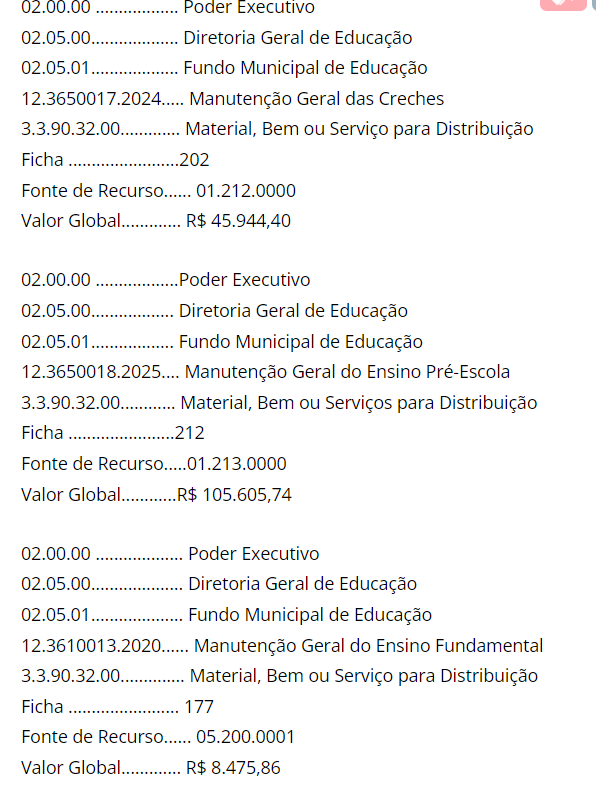 02.00.00 .................. Poder Executivo
02.05.00................... Diretoria Geral de Educação
02.05.01................... Fundo Municipal de Educação
12.3650017.2024..... Manutenção Geral das Creches
3.3.90.32.00............. Material, Bem ou Serviço para Distribuição
Ficha ........................202
Fonte de Recurso...... 01.212.0000
Valor Global............. R$ 45.944,40
02.00.00 ..................Poder Executivo
02.05.00.................. Diretoria Geral de Educação
02.05.01.................. Fundo Municipal de Educação
12.3650018.2025.... Manutenção Geral do Ensino Pré-Escola
3.3.90.32.00............ Material, Bem ou Serviços para Distribuição
Ficha .......................212
Fonte de Recurso.....01.213.0000
Valor Global............R$ 105.605,74
02.00.00 ................... Poder Executivo
02.05.00.................... Diretoria Geral de Educação
02.05.01.................... Fundo Municipal de Educação
12.3610013.2020...... Manutenção Geral do Ensino Fundamental
3.3.90.32.00.............. Material, Bem ou Serviço para Distribuição
Ficha ........................ 177
Fonte de Recurso...... 05.200.0001
Valor Global............. R$ 8.475,86